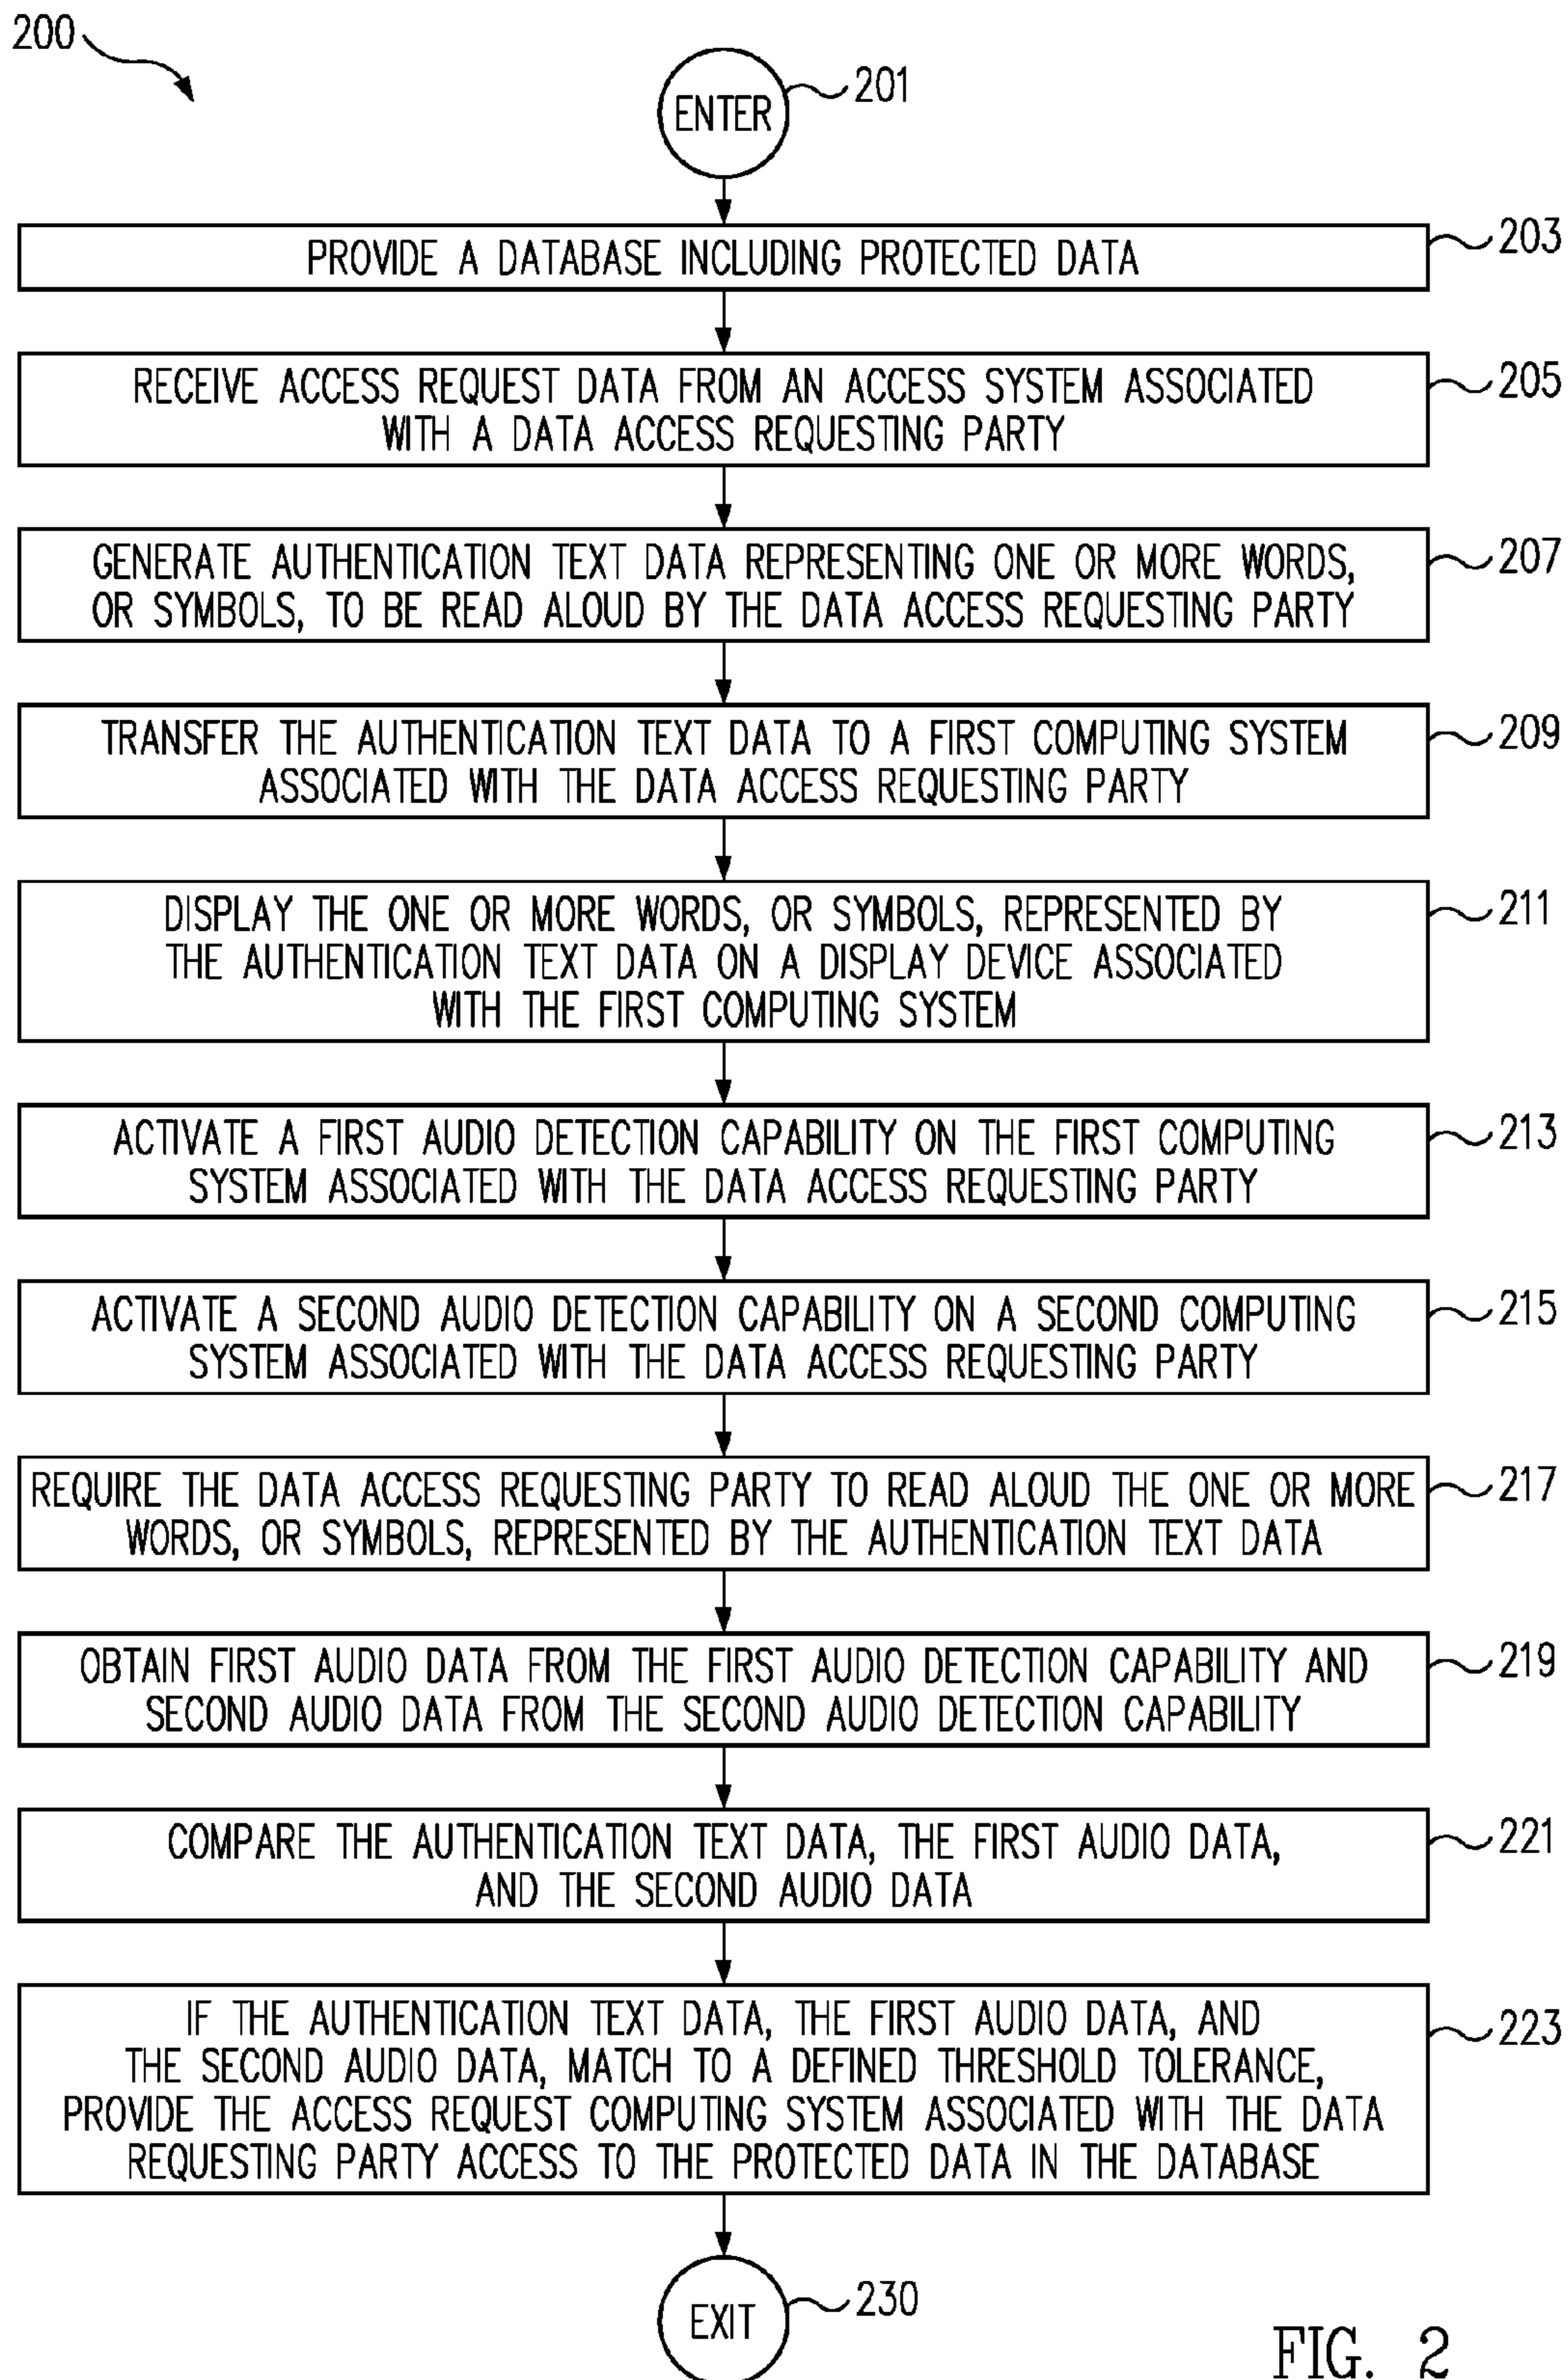 200
ENTER
201
PROVIDE A DATABASE INCLUDING PROTECTED DATA
203
RECEIVE ACCESS REQUEST DATA FROM AN ACCESS SYSTEM ASSOCIATED
WITH A DATA ACCESS REQUESTING PARTY
205
GENERATE AUTHENTICATION TEXT DATA REPRESENTING ONE OR MORE WORDS,
OR SYMBOLS, TO BE READ ALOUD BY THE DATA ACCESS REQUESTING PARTY
207
TRANSFER THE AUTHENTICATION TEXT DATA TO A FIRST COMPUTING SYSTEM
ASSOCIATED WITH THE DATA ACCESS REQUESTING PARTY
209
DISPLAY THE ONE OR MORE WORDS, OR SYMBOLS, REPRESENTED BY
THE AUTHENTICATION TEXT DATA ON A DISPLAY DEVICE ASSOCIATED
WITH THE FIRST COMPUTING SYSTEM
211
ACTIVATE A FIRST AUDIO DETECTION CAPABILITY ON THE FIRST COMPUTING
SYSTEM ASSOCIATED WITH THE DATA ACCESS REQUESTING PARTY
213
ACTIVATE A SECOND AUDIO DETECTION CAPABILITY ON A SECOND COMPUTING
SYSTEM ASSOCIATED WITH THE DATA ACCESS REQUESTING PARTY
215
REQUIRE THE DATA ACCESS REQUESTING PARTY TO READ ALOUD THE ONE OR MORE
WORDS, OR SYMBOLS, REPRESENTED BY THE AUTHENTICATION TEXT DATA
217
OBTAIN FIRST AUDIO DATA FROM THE FIRST AUDIO DETECTION CAPABILITY AND
SECOND AUDIO DATA FROM THE SECOND AUDIO DETECTION CAPABILITY
219
COMPARE THE AUTHENTICATION TEXT DATA, THE FIRST AUDIO DATA,
AND THE SECOND AUDIO DATA
221
IF THE AUTHENTICATION TEXT DATA, THE FIRST AUDIO DATA, AND
THE SECOND AUDIO DATA, MATCH TO A DEFINED THRESHOLD TOLERANCE,
PROVIDE THE ACCESS REQUEST COMPUTING SYSTEM ASSOCIATED WITH THE DATA
REQUESTING PARTY ACCESS TO THE PROTECTED DATA IN THE DATABASE
223
EXIT
230
FIG. 2